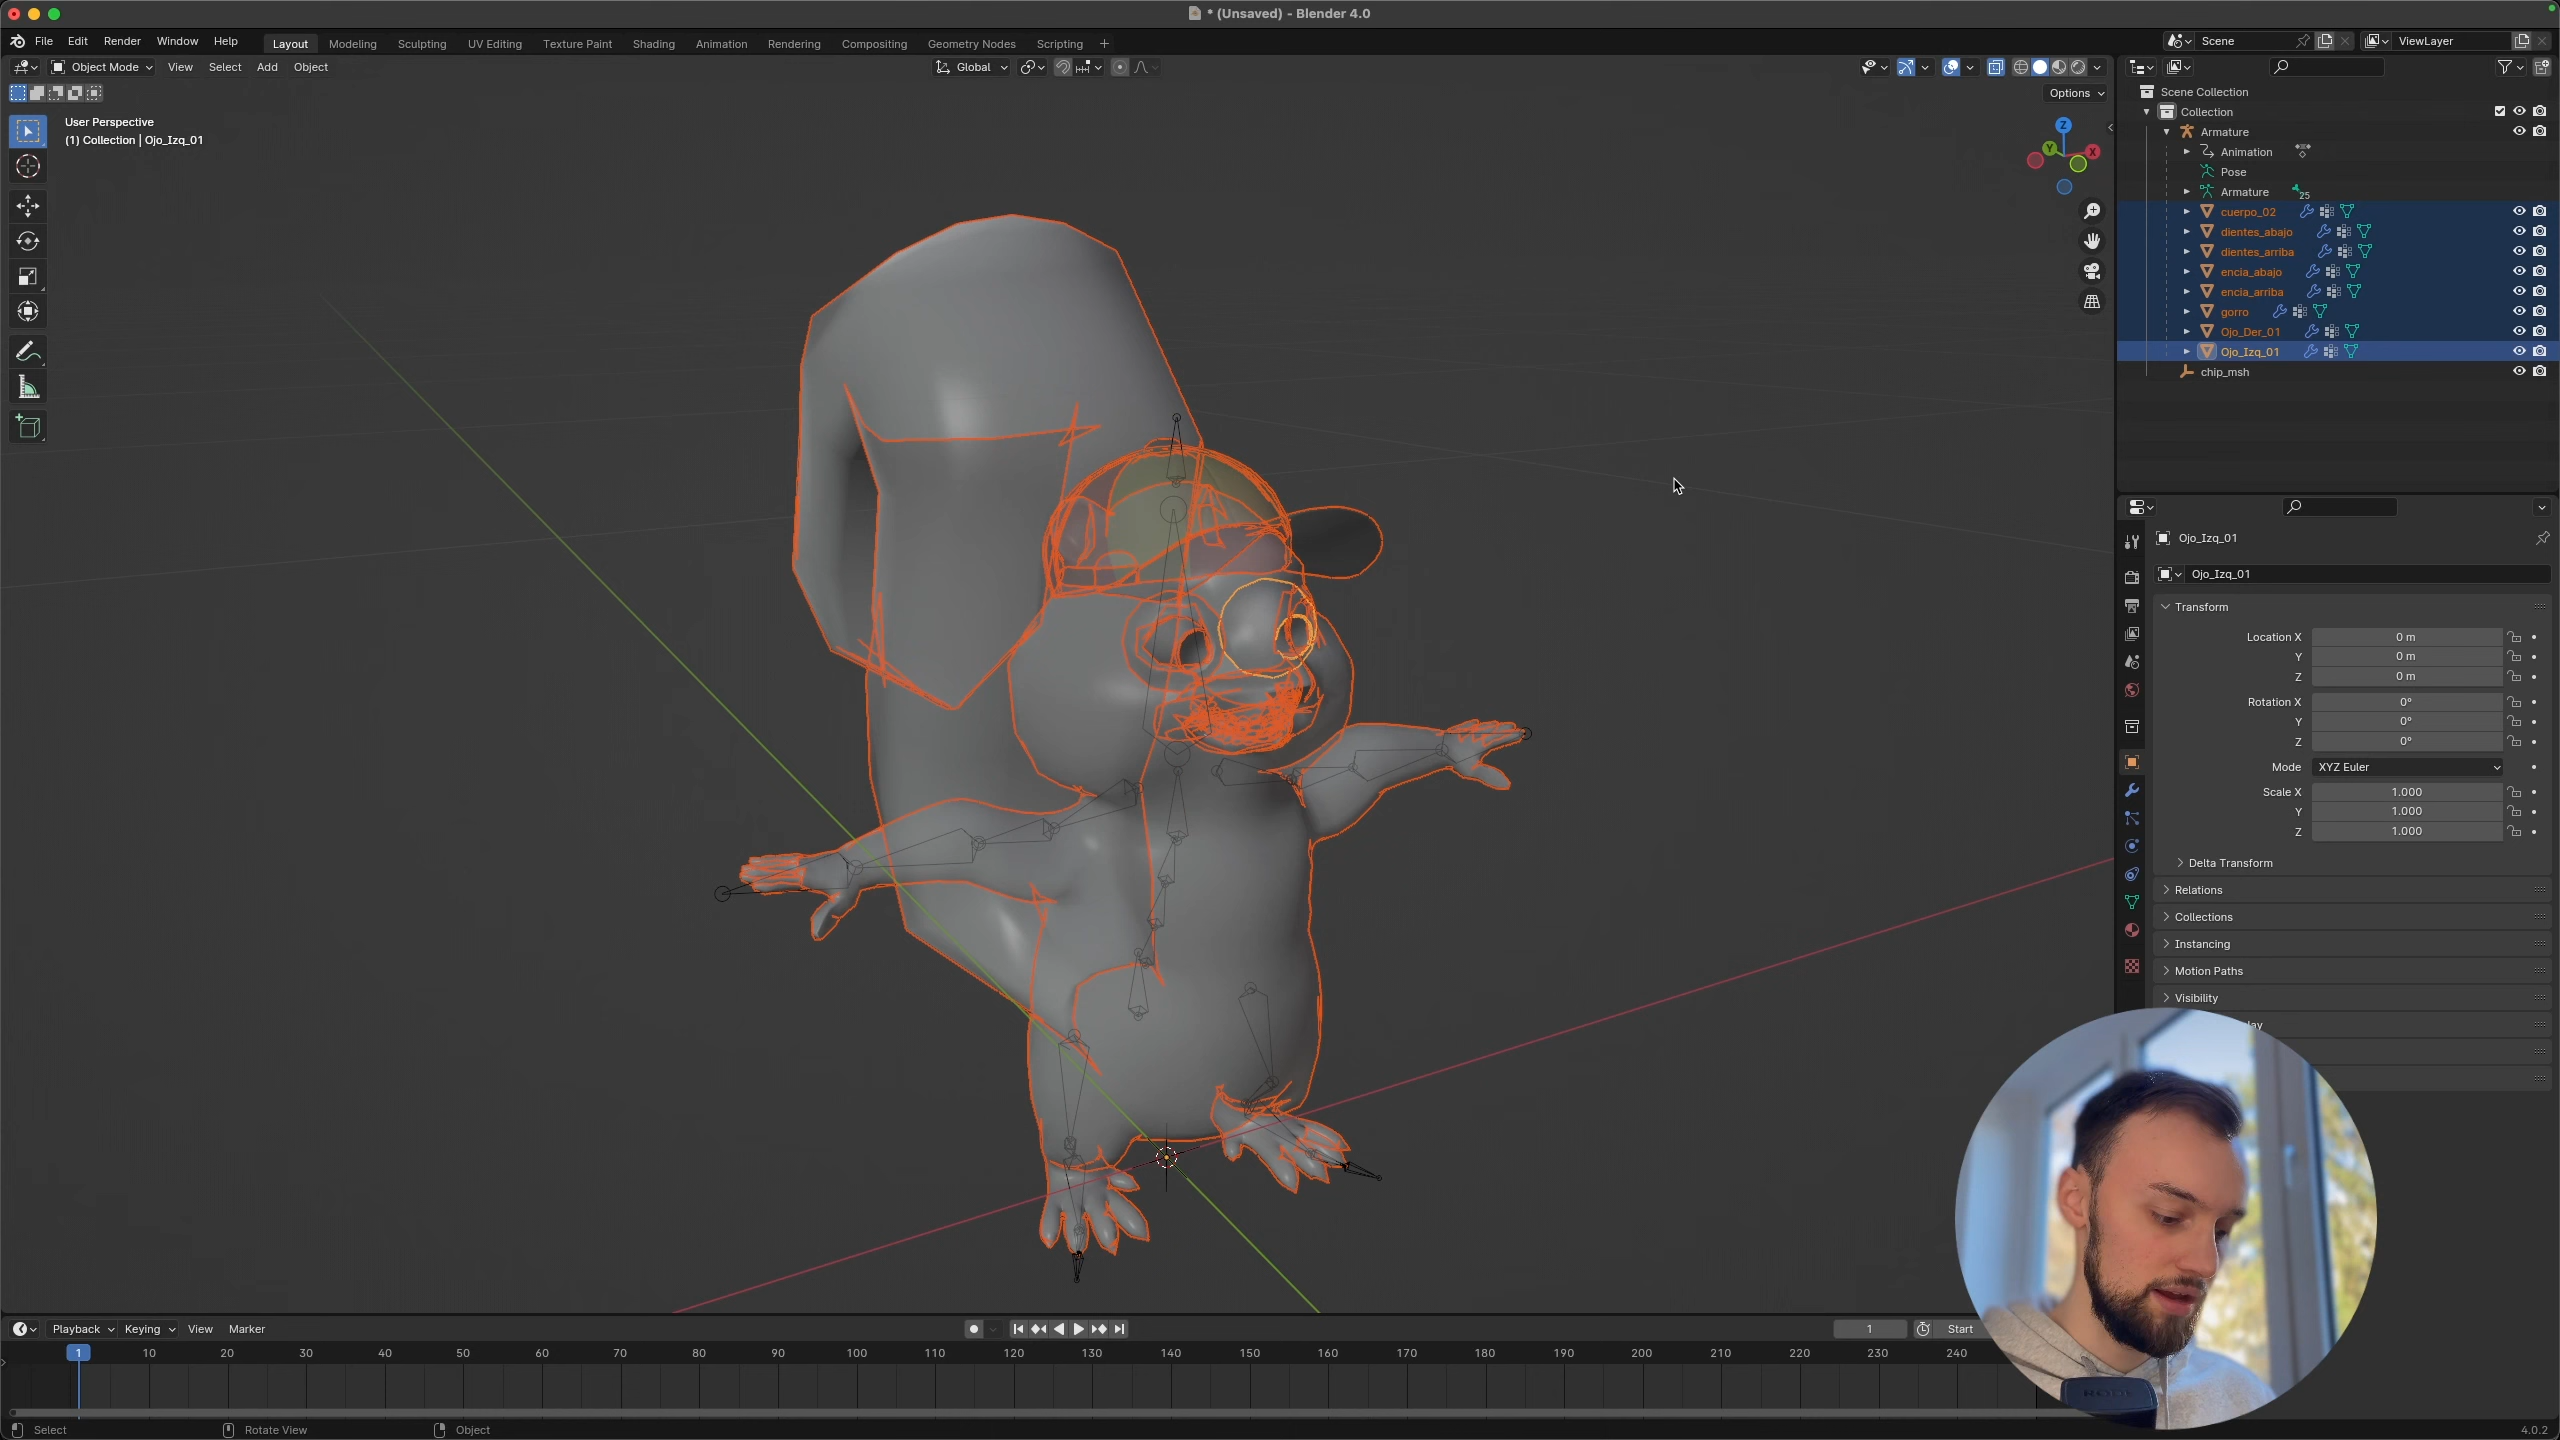 * (Unsaved) - Blender 4.0
File Edit Render Window Help Layout Modeling Sculpting UV Editing Texture Paint Shading Animation Rendering Compositing Geometry Nodes Scripting + Scene ViewLayer
Object Mode View Select Add Object Global
Options
User Perspective
(1) Collection | Ojo_Izq_01
Z
Y
X
Scene Collection
Collection
Armature
Animation
Pose
Armature 25
cuerpo_02
dientes_abajo
dientes_arriba
encia_abajo
encia_arriba
gorro
Ojo_Der_01
Ojo_Izq_01
chip_msh
Ojo_Izq_01
Ojo_Izq_01
Transform
Location X 0 m
Y 0 m
Z 0 m
Rotation X 0°
Y 0°
Z 0°
Mode XYZ Euler
Scale X 1.000
Y 1.000
Z 1.000
Delta Transform
Relations
Collections
Instancing
Motion Paths
Visibility
Playback Keying View Marker 1 Start
1 10 20 30 40 50 60 70 80 90 100 110 120 130 140 150 160 170 180 190 200 210 220 230 240
Select Rotate View Object 4.0.2